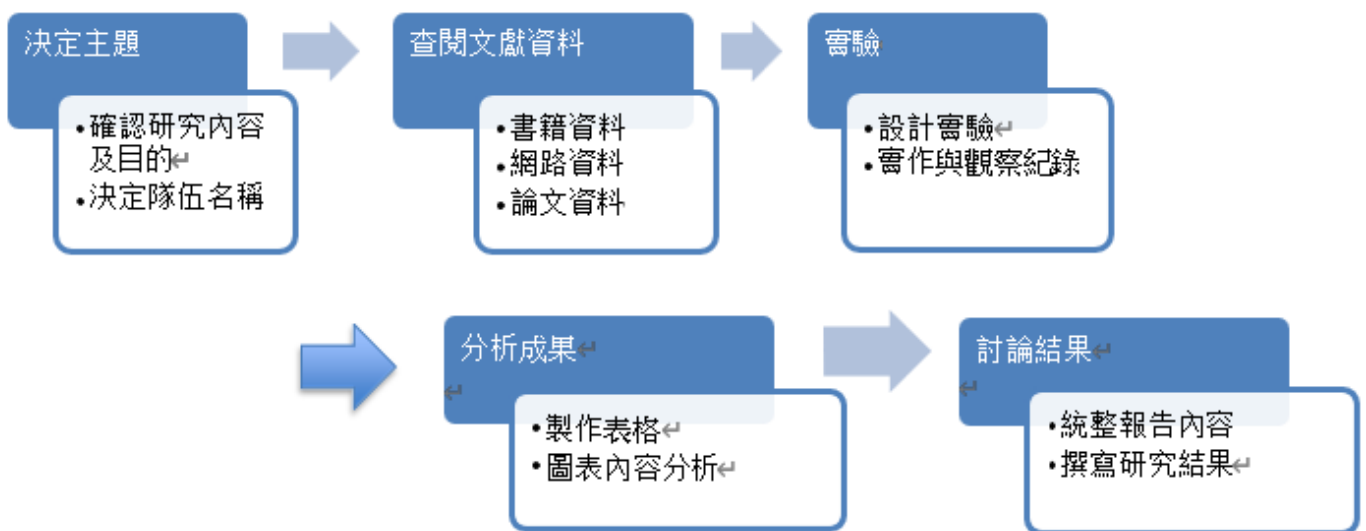 決定主題
•確認研究內容
及目的↵
•決定隊伍名稱
查閱文獻資料
•書籍資料
•網路資料
•論文資料
實驗
•設計實驗↵
•實作與觀察紀錄
分析成果↵
↵
•製作表格↵
•圖表內容分析↵
討論結果↵
↵
•統整報告內容
•撰寫研究結果↵